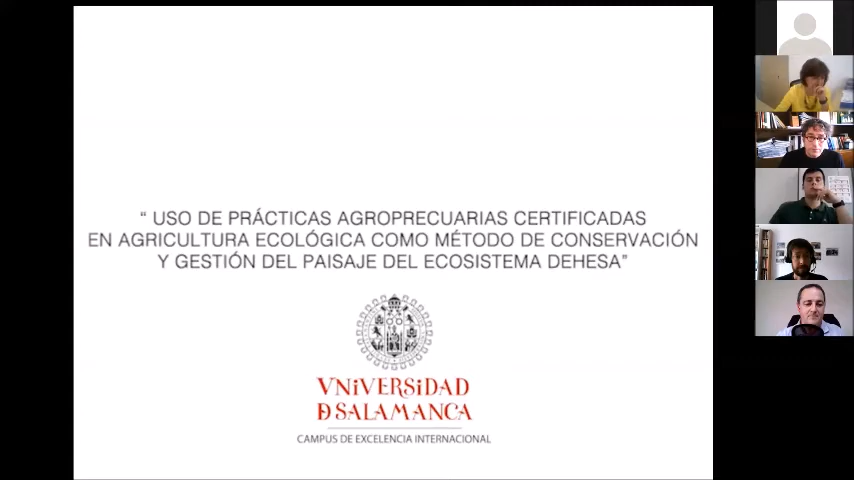 “ USO DE PRÁCTICAS AGROPRECUARIAS CERTIFICADAS
EN AGRICULTURA ECOLÓGICA COMO MÉTODO DE CONSERVACIÓN
Y GESTIÓN DEL PAISAJE DEL ECOSISTEMA DEHESA”
VNiVERSiDAD
D SALAMANCA
CAMPUS DE EXCELENCIA INTERNACIONAL